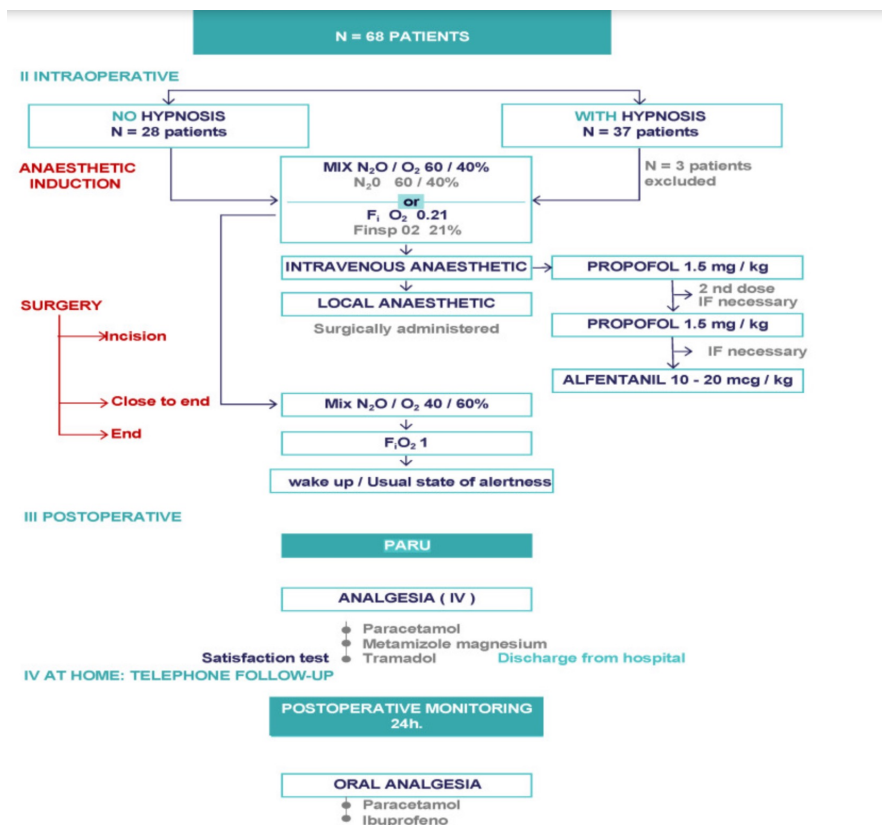 N = 68 PATIENTS
II INTRAOPERATIVE
NO HYPNOSIS
N = 28 patients
WITH HYPNOSIS
N = 37 patients
ANAESTHETIC
INDUCTION
MIX N₂O / O₂ 60 / 40%
N₂0 60 / 40%
or
Fᵢ O₂ 0.21
Finsp 02 21%
N = 3 patients
excluded
INTRAVENOUS ANAESTHETIC
PROPOFOL 1.5 mg / kg
2 nd dose
IF necessary
LOCAL ANAESTHETIC
Surgically administered
PROPOFOL 1.5 mg / kg
IF necessary
ALFENTANIL 10 - 20 mcg / kg
SURGERY
Incision
Close to end
End
Mix N₂O / O₂ 40 / 60%
FᵢO₂ 1
wake up / Usual state of alertness
III POSTOPERATIVE
PARU
ANALGESIA ( IV )
Paracetamol
Metamizole magnesium
Satisfaction test
Tramadol
Discharge from hospital
IV AT HOME: TELEPHONE FOLLOW-UP
POSTOPERATIVE MONITORING
24h.
ORAL ANALGESIA
Paracetamol
Ibuprofeno